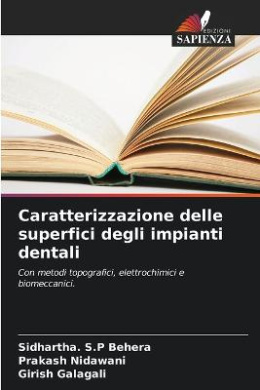 EDIZIONI
SAPIENZA
Caratterizzazione delle
superfici degli impianti
dentali
Con metodi topografici, elettrochimici e
biomeccanici.
Sidhartha. S.P Behera
Prakash Nidawani
Girish Galagali